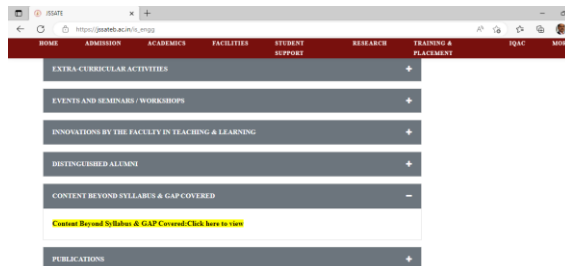 JSSATE
https://jssateb.ac.in/is_engg
HOME ADMISSION ACADEMICS FACILITIES STUDENT SUPPORT RESEARCH TRAINING & PLACEMENT IQAC MOR
EXTRA-CURRICULAR ACTIVITIES
EVENTS AND SEMINARS / WORKSHOPS
INNOVATIONS BY THE FACULTY IN TEACHING & LEARNING
DISTINGUISHED ALUMNI
CONTENT BEYOND SYLLABUS & GAP COVERED
Content Beyond Syllabus & GAP Covered:Click here to view
PUBLICATIONS